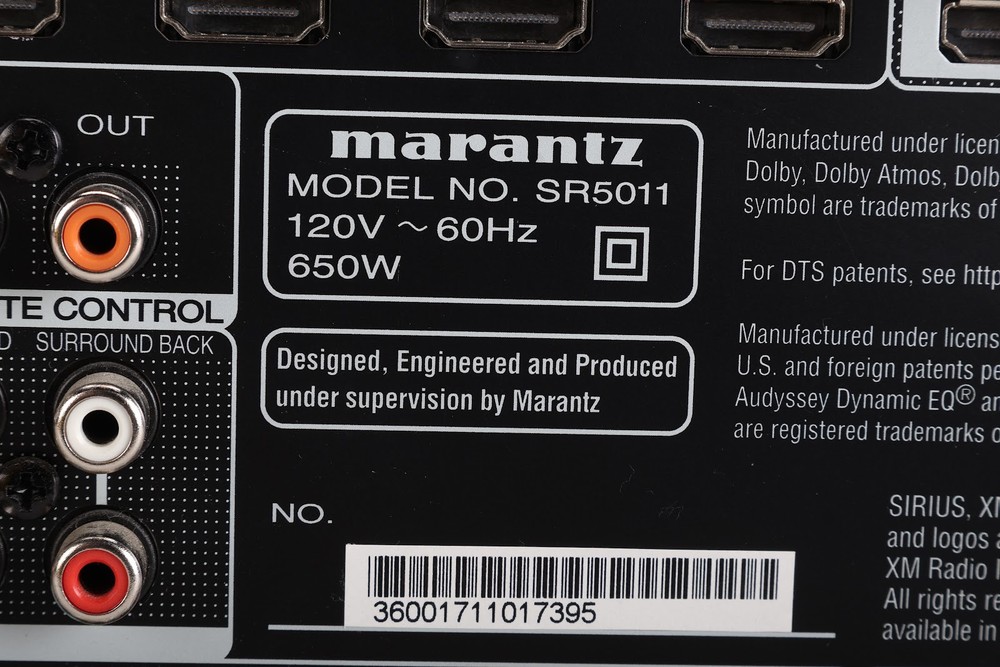 OUT
TE CONTROL
D SURROUND BACK
marantz
MODEL NO. SR5011
120V ~ 60Hz
650W
Designed, Engineered and Produced
under supervision by Marantz
NO.
36001711017395
Manufactured under licen
Dolby, Dolby Atmos, Dolb
symbol are trademarks of
For DTS patents, see http
Manufactured under licens
U.S. and foreign patents pe
Audyssey Dynamic EQ® an
are registered trademarks o
SIRIUS, XM
and logos a
XM Radio I
All rights re
available in